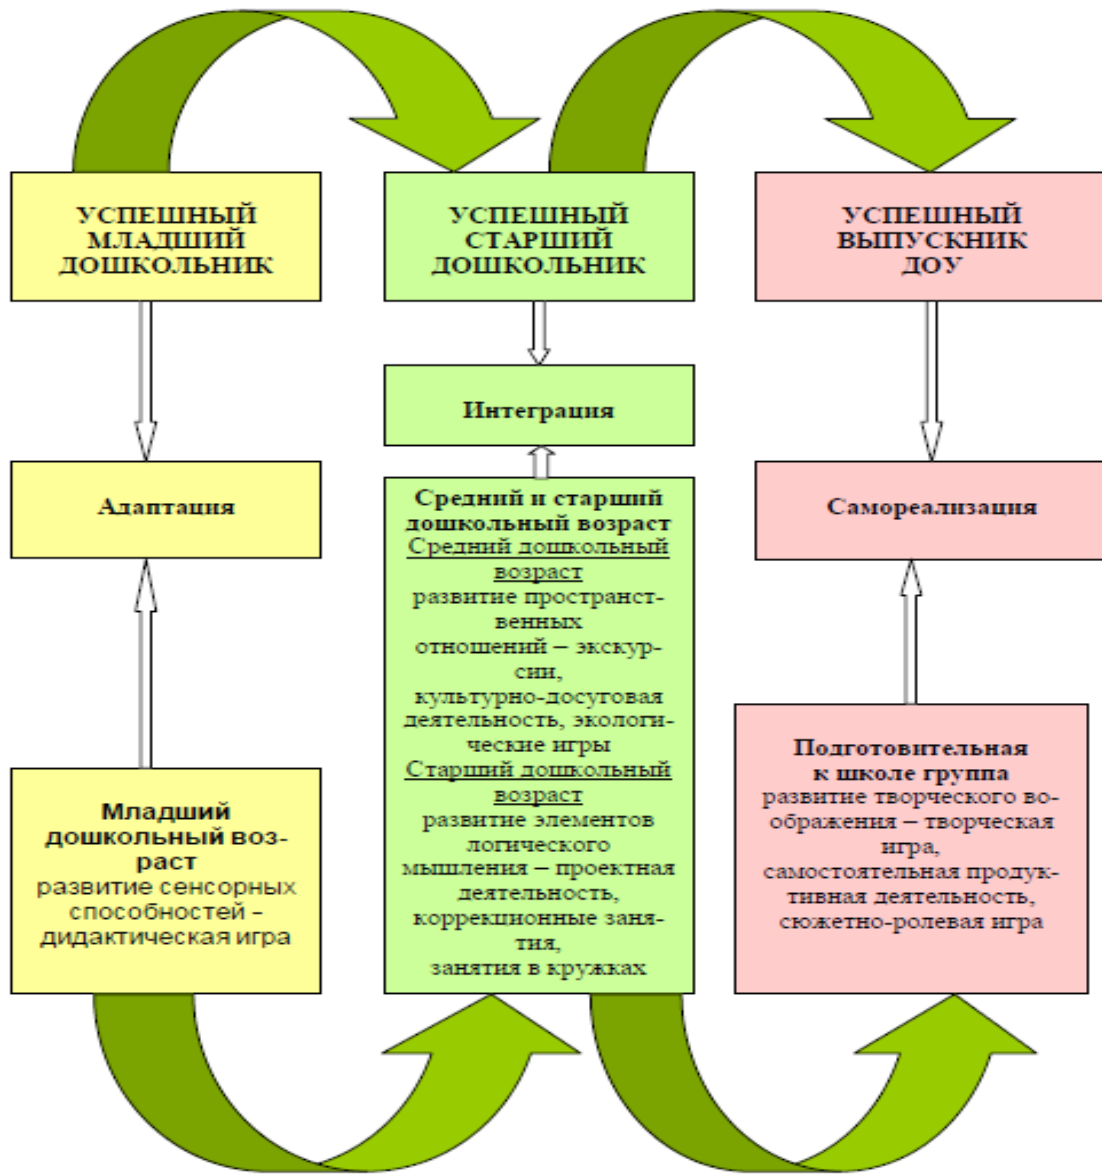 УСПЕШНЫЙ
МЛАДШИЙ
ДОШКОЛЬНИК
УСПЕШНЫЙ
СТАРШИЙ
ДОШКОЛЬНИК
УСПЕШНЫЙ
ВЫПУСКНИК
ДОУ
Адаптация
Интеграция
Самореализация
Младший
дошкольный воз-
раст
развитие сенсорных
способностей –
дидактическая игра
Средний и старший
дошкольный возраст
Средний дошкольный
возраст
развитие пространст-
венных
отношений – экскур-
сии,
культурно-досуговая
деятельность, экологи-
ческие игры
Старший дошкольный
возраст
развитие элементов
логического
мышления – проектная
деятельность,
коррекционные заня-
тия,
занятия в кружках
Подготовительная
к школе группа
развитие творческого во-
ображения – творческая
игра,
самостоятельная продук-
тивная деятельность,
сюжетно-ролевая игра